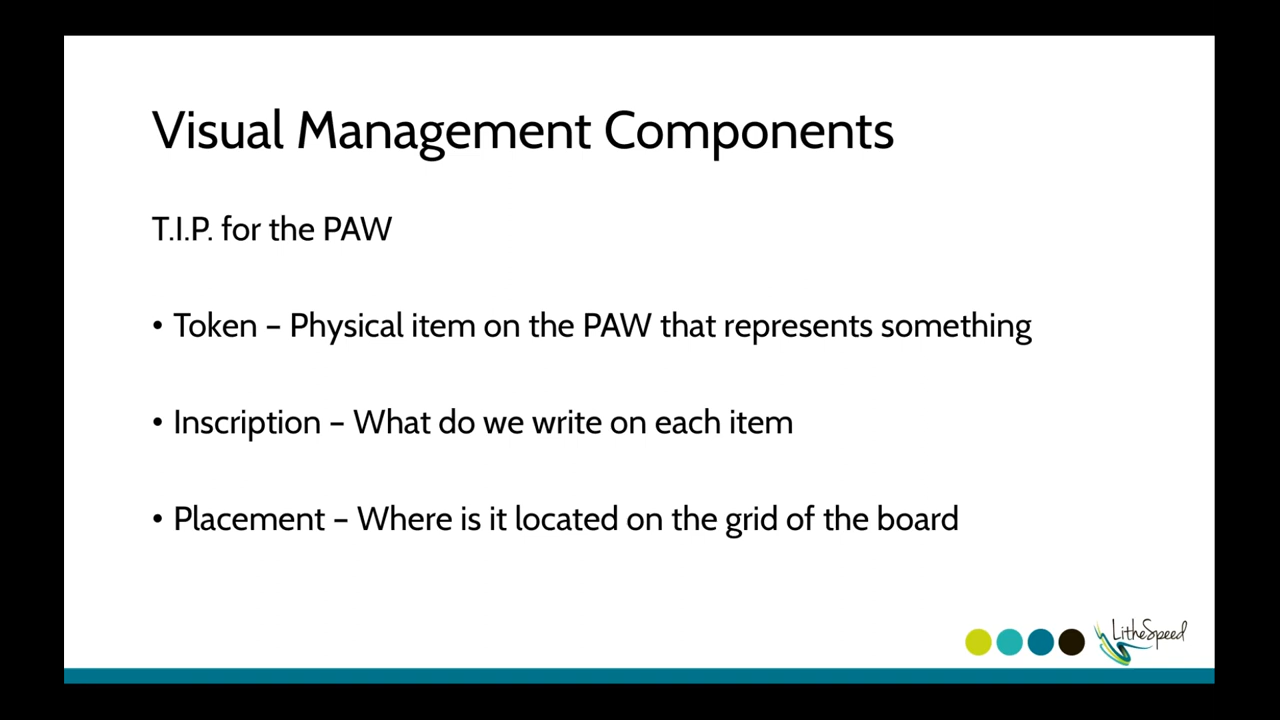 Visual Management Components
T.I.P. for the PAW
• Token – Physical item on the PAW that represents something
• Inscription – What do we write on each item
• Placement – Where is it located on the grid of the board
LitheSpeed